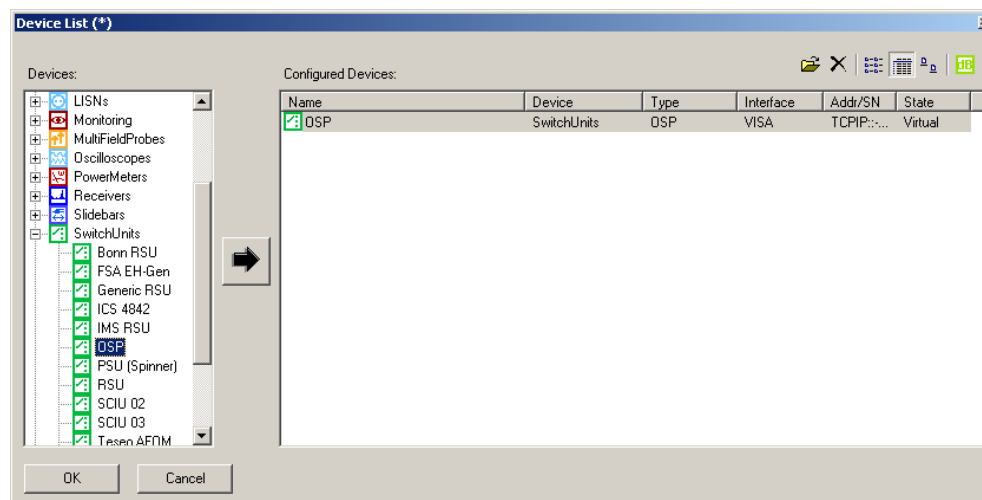 Device List (*)
Devices:
Configured Devices:
dB
LISNs
Monitoring
MultiFieldProbes
Oscilloscopes
PowerMeters
Receivers
Slidebars
SwitchUnits
Bonn RSU
FSA EH-Gen
Generic RSU
ICS 4842
IMS RSU
OSP
PSU (Spinner)
RSU
SCIU 02
SCIU 03
Teseo AFOM
Name Device Type Interface Addr/SN State
OSP SwitchUnits OSP VISA TCPIP::-... Virtual
OK Cancel